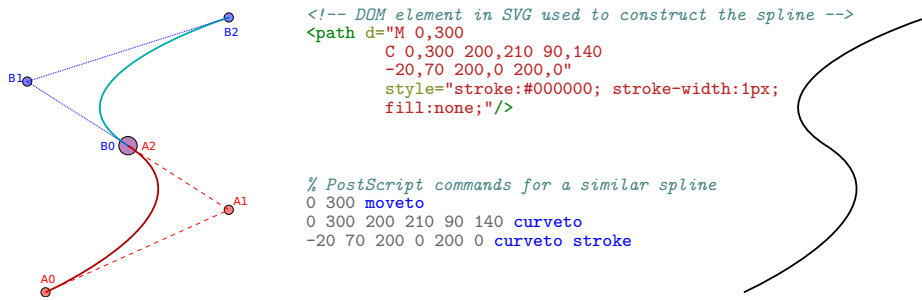 B2
B1
B0
A2
A1
A0
<!-- DOM element in SVG used to construct the spline -->
<path d="M 0,300
C 0,300 200,210 90,140
-20,70 200,0 200,0"
style="stroke:#000000; stroke-width:1px;
fill:none;"/>
% PostScript commands for a similar spline
0 300 moveto
0 300 200 210 90 140 curveto
-20 70 200 0 200 0 curveto stroke